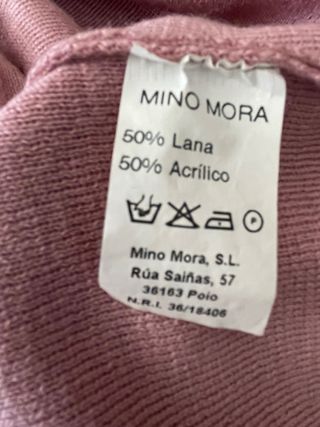 MINO MORA
50% Lana
50% Acrílico
Mino Mora, S.L.
Rúa Saiñas, 57
36163 Poio
N.R.I. 36/18406